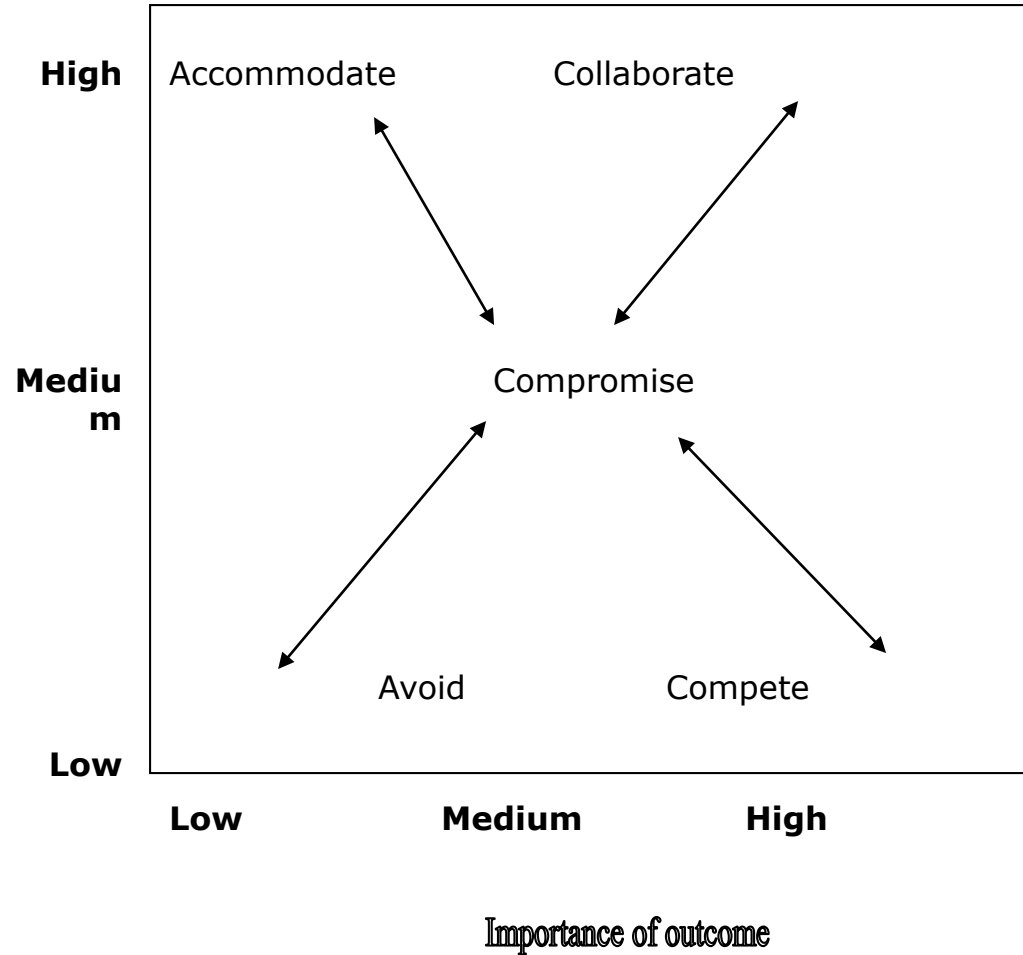 High Accommodate Collaborate
Mediu
m
Compromise
Avoid Compete
Low
Low Medium High
Importance of outcome